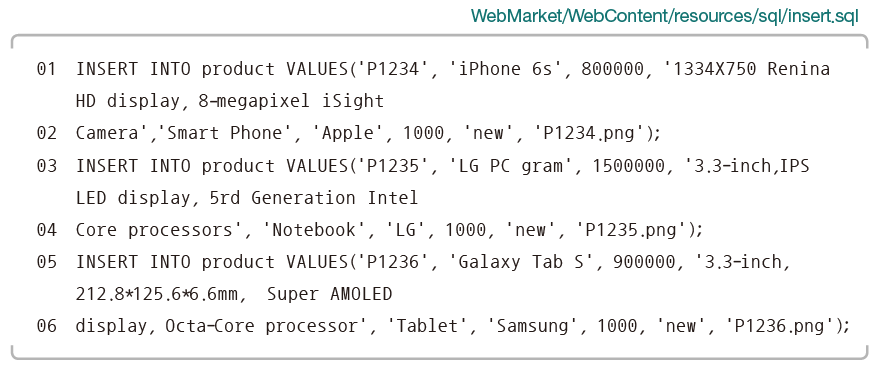 WebMarket/WebContent/resources/sql/insert.sql
01 INSERT INTO product VALUES('P1234', 'iPhone 6s', 800000, '1334X750 Renina
HD display, 8-megapixel iSight
02 Camera','Smart Phone', 'Apple', 1000, 'new', 'P1234.png');
03 INSERT INTO product VALUES('P1235', 'LG PC gram', 1500000, '3.3-inch,IPS
LED display, 5rd Generation Intel
04 Core processors', 'Notebook', 'LG', 1000, 'new', 'P1235.png');
05 INSERT INTO product VALUES('P1236', 'Galaxy Tab S', 900000, '3.3-inch,
212.8*125.6*6.6mm,  Super AMOLED
06 display, Octa-Core processor', 'Tablet', 'Samsung', 1000, 'new', 'P1236.png');